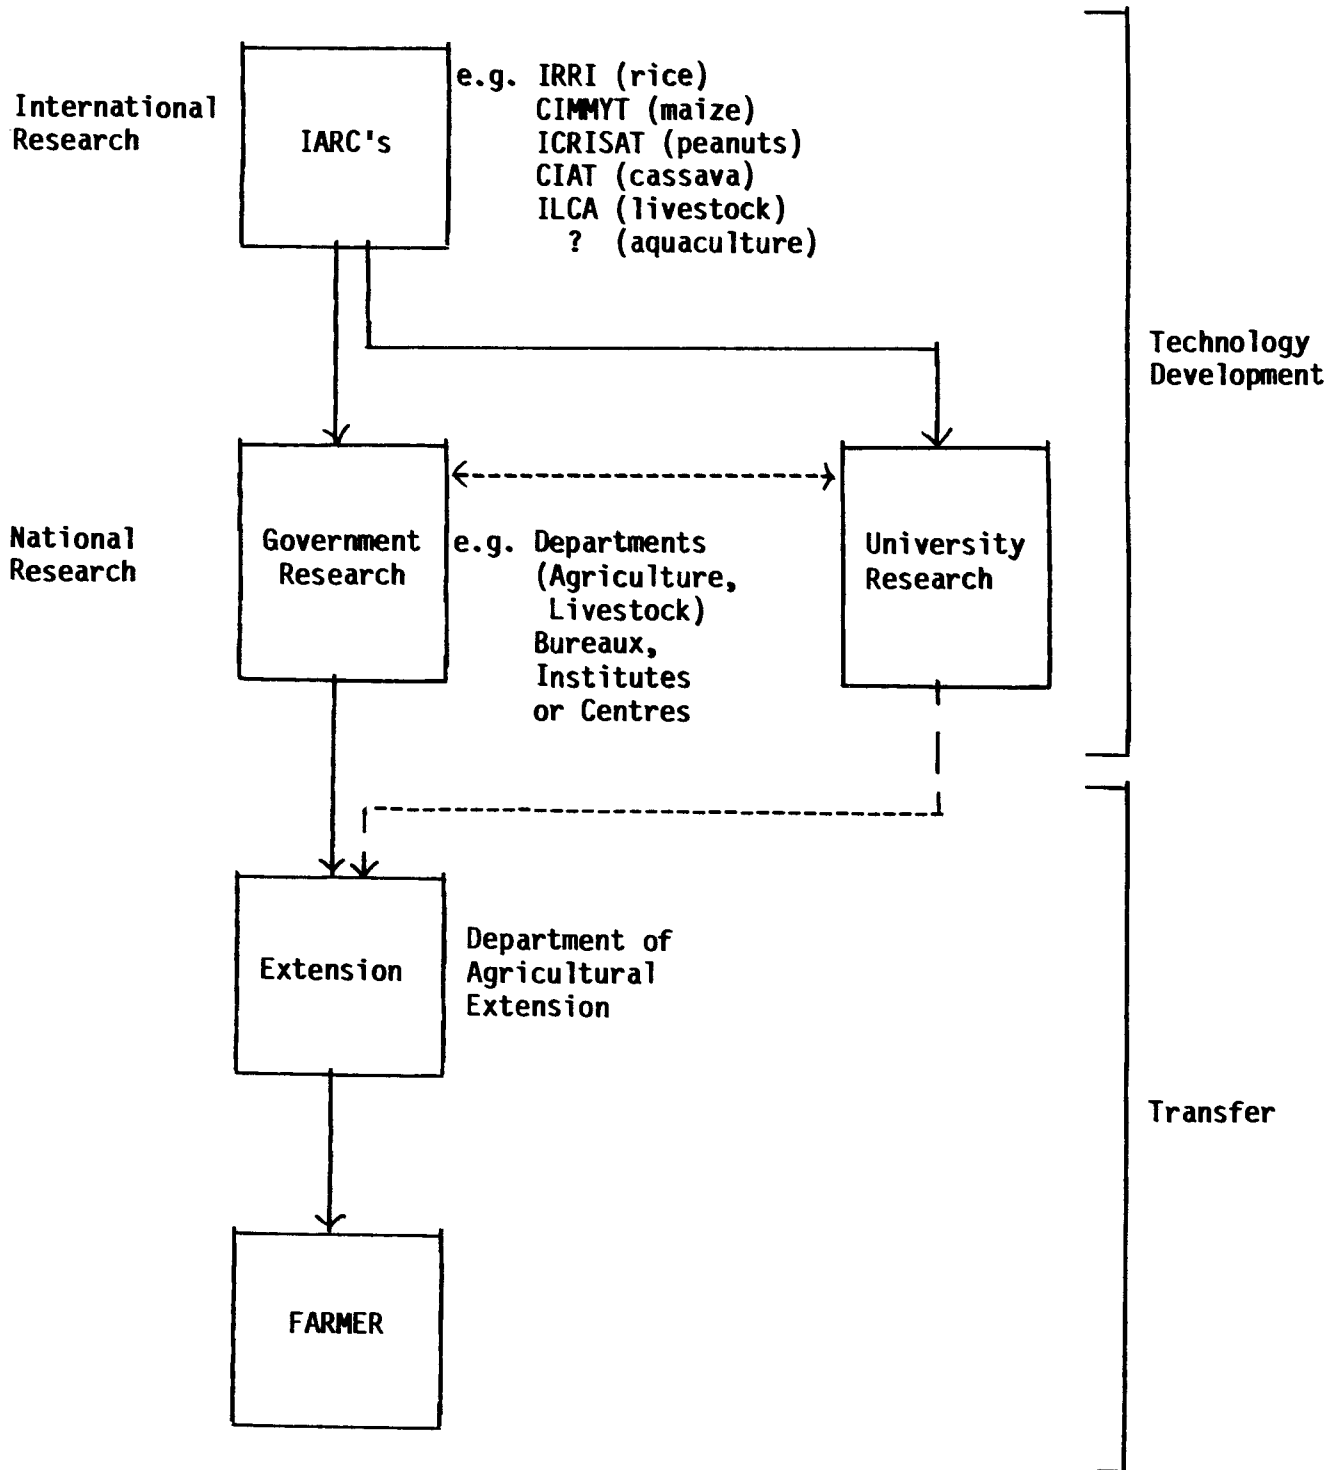 International
Research
IARC's
e.g. IRRI (rice)
CIMMYT (maize)
ICRISAT (peanuts)
CIAT (cassava)
ILCA (livestock)
? (aquaculture)
Technology
Development
National
Research
Government
Research
e.g. Departments
(Agriculture,
Livestock)
Bureaux,
Institutes
or Centres
University
Research
Extension
Department of
Agricultural
Extension
Transfer
FARMER